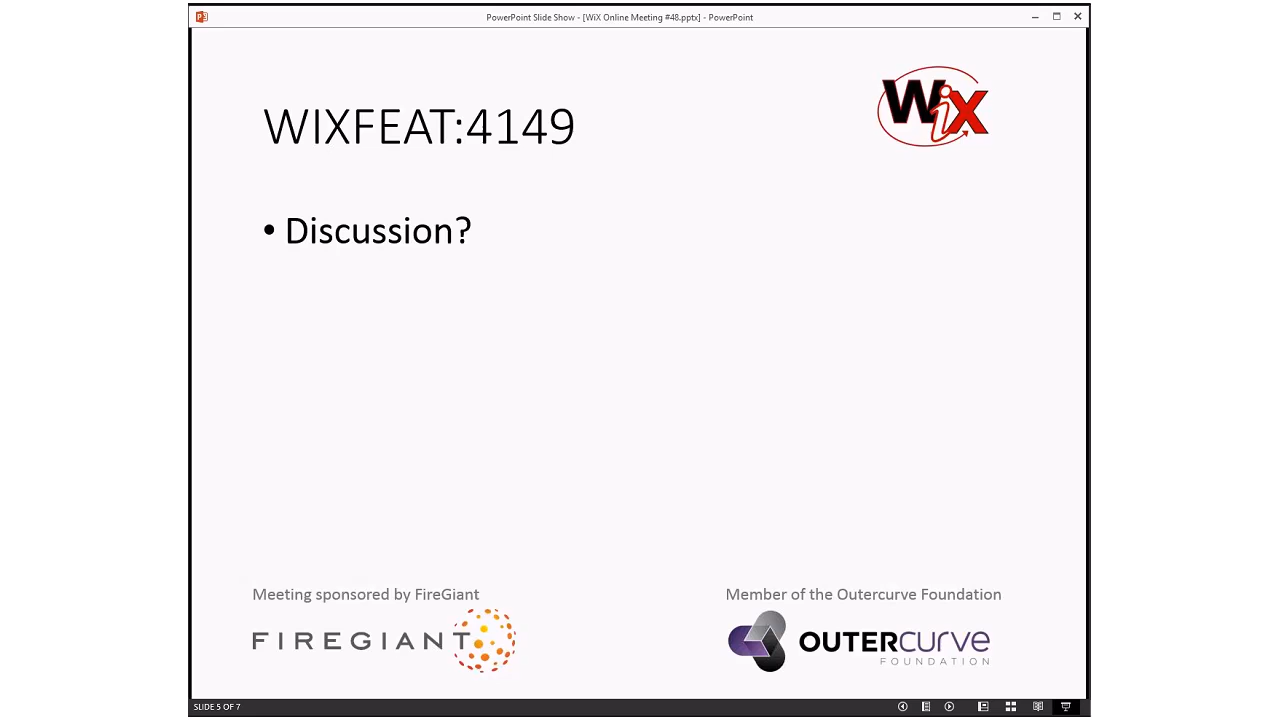 PowerPoint Slide Show - [WiX Online Meeting #48.pptx] - PowerPoint
WiX
WIXFEAT:4149
• Discussion?
Meeting sponsored by FireGiant
Member of the Outercurve Foundation
FIREGIANT
OUTERCURVE
FOUNDATION
SLIDE 5 OF 7